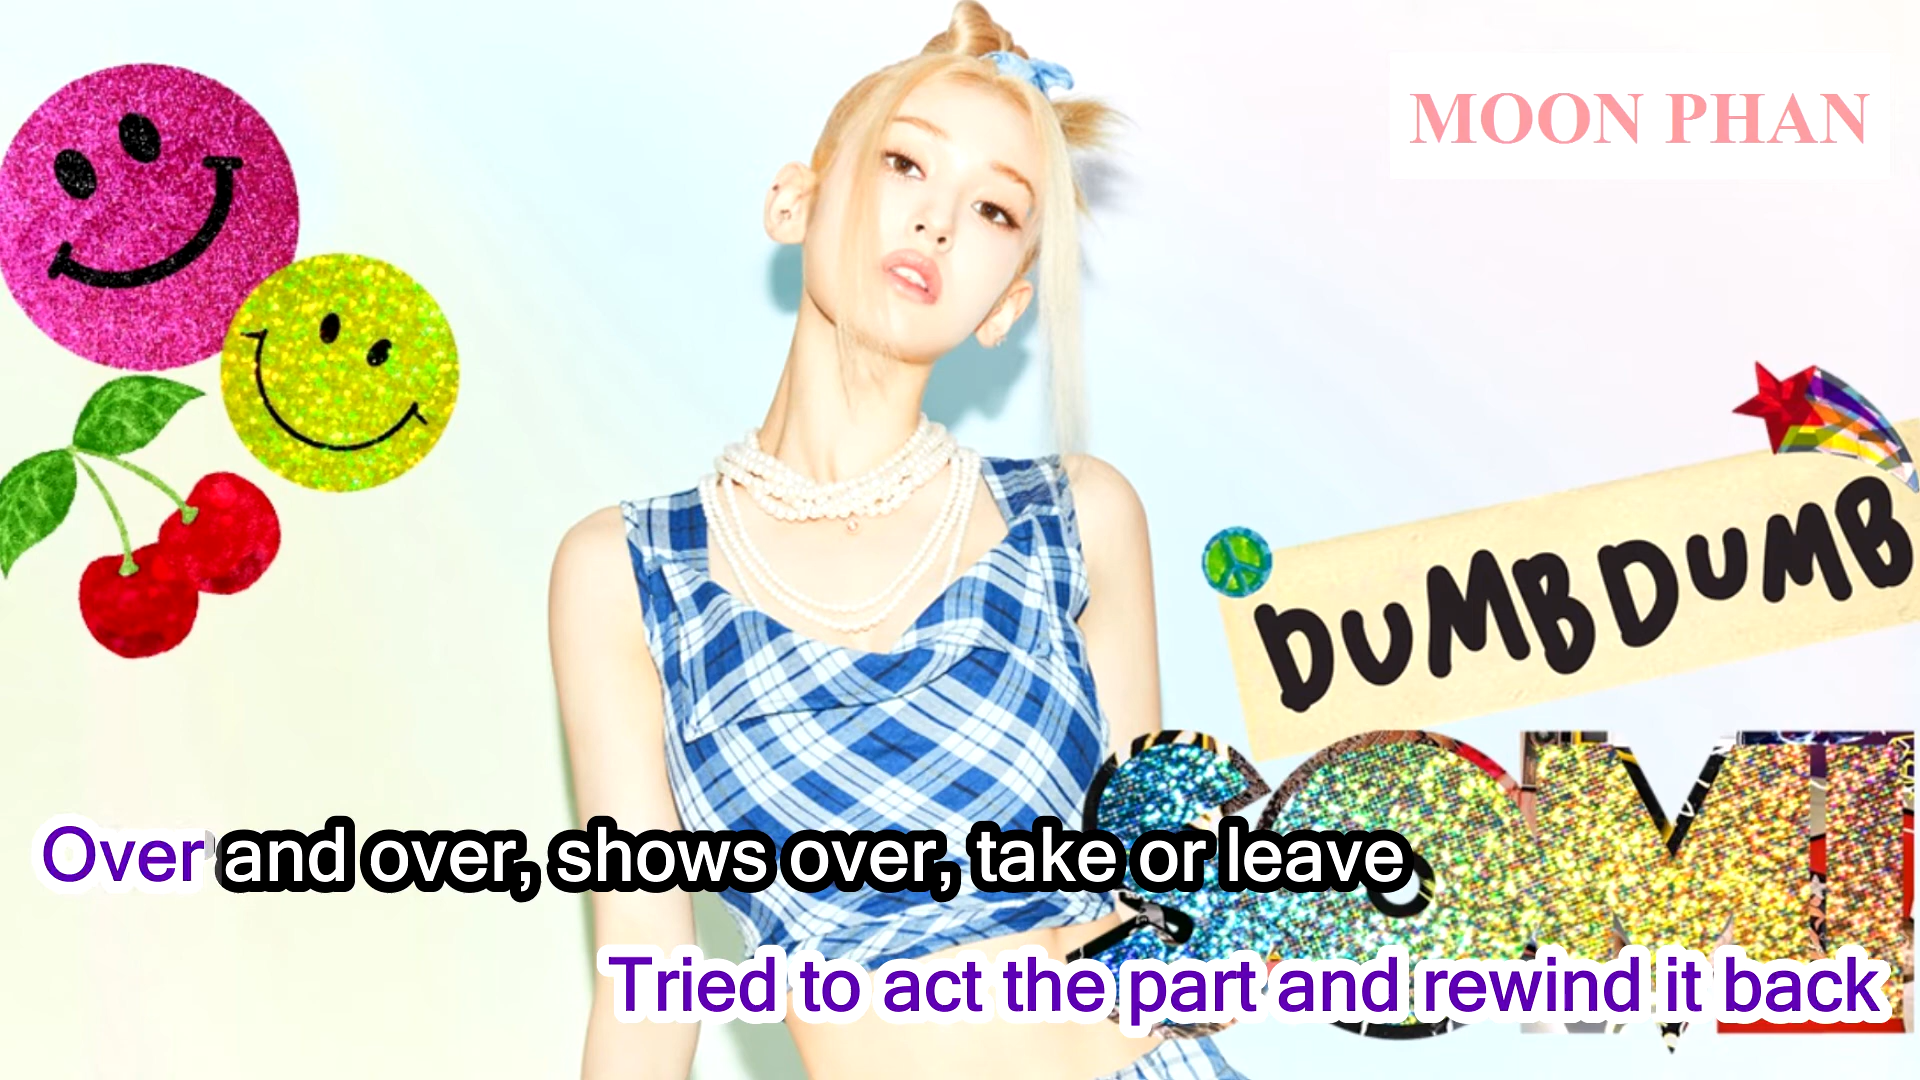 MOON PHAN
DUMB DUMB
SOMI
Over and over, shows over, take or leave
Tried to act the part and rewind it back